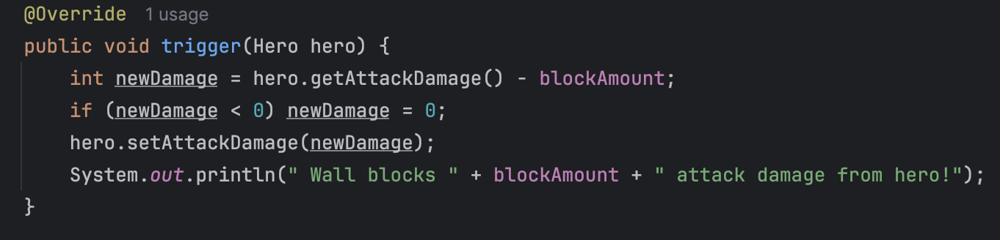 @Override 1 usage
public void trigger(Hero hero) {
    int newDamage = hero.getAttackDamage() - blockAmount;
    if (newDamage < 0) newDamage = 0;
    hero.setAttackDamage(newDamage);
    System.out.println(" Wall blocks " + blockAmount + " attack damage from hero!");
}